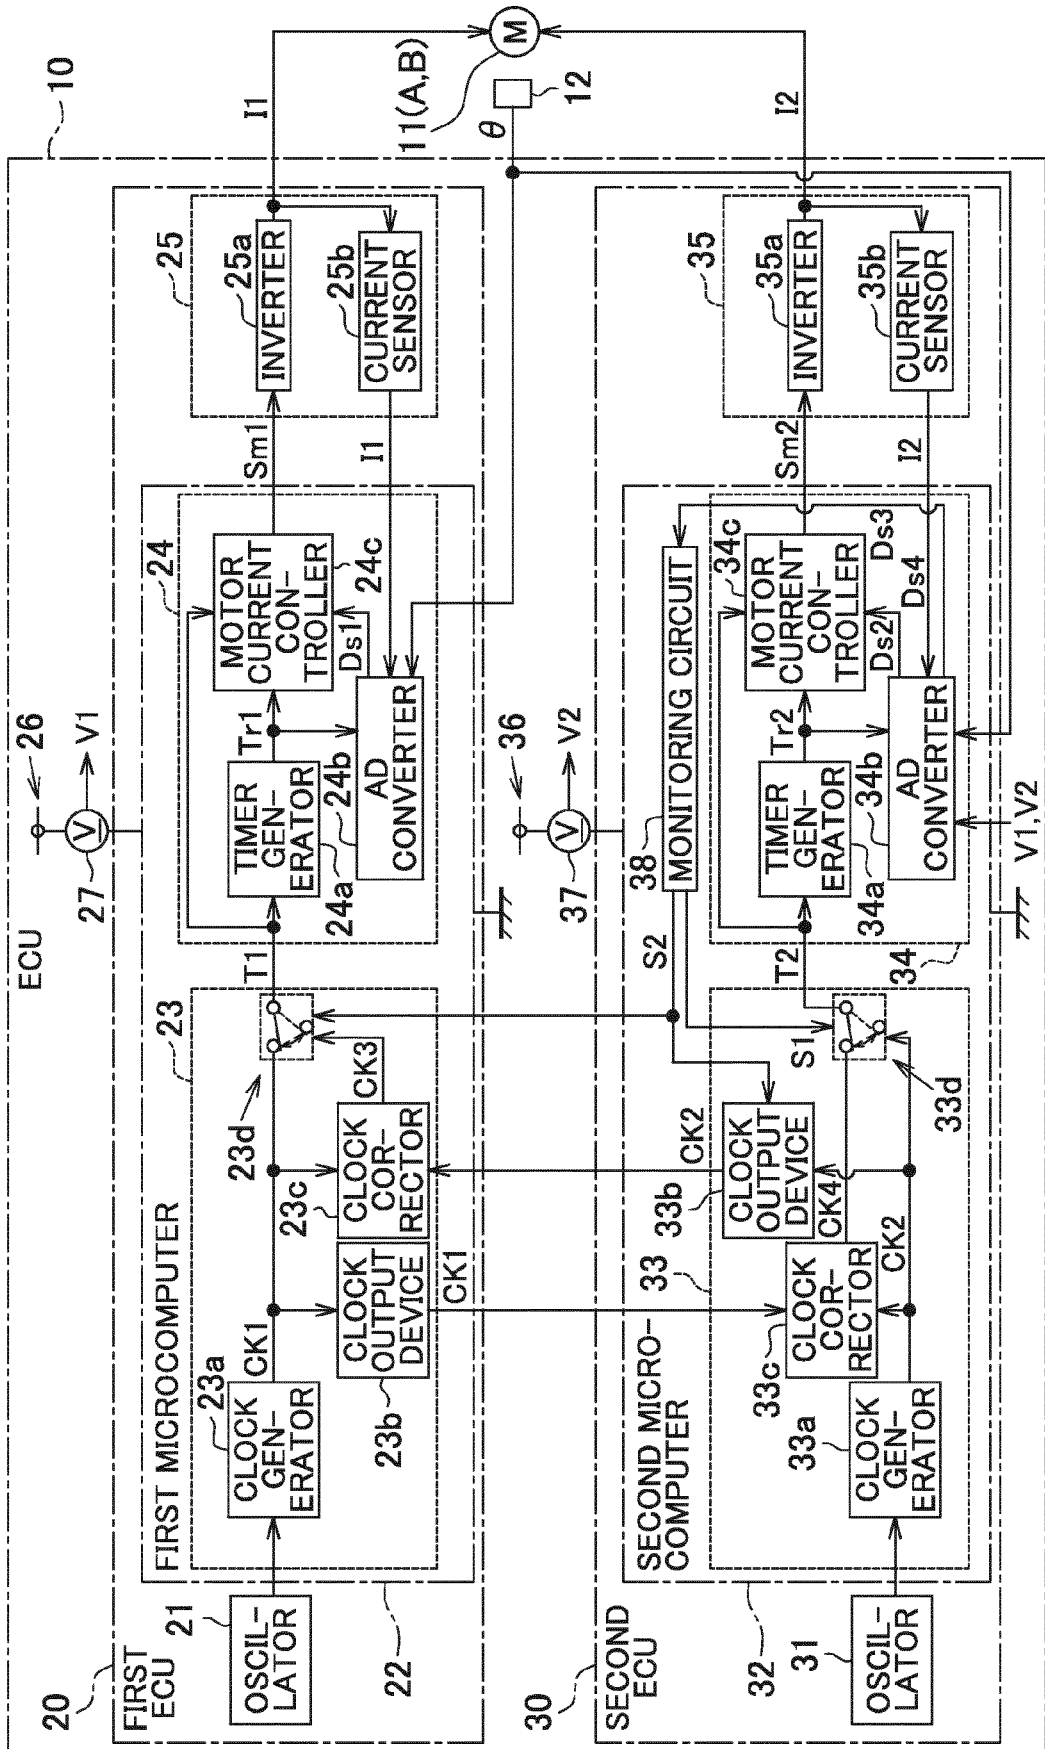 10
ECU
20
FIRST
ECU
22
FIRST MICROCOMPUTER
26
V
V1
27
21
OSCIL-
LATOR
23
23a
CLOCK
GEN-
ERATOR
CK1
23b
CLOCK
OUTPUT
DEVICE
CK1
23c
CLOCK
COR-
RECTOR
CK3
23d
T1
24
24a
TIMER
GEN-
ERATOR
Tr1
24b
AD
CONVERTER
24c
MOTOR
CURRENT
CON-
TROLLER
Ds1
Sm1
I1
25
25a
INVERTER
25b
CURRENT
SENSOR
I1
M
11(A,B)
12
θ
I2
30
SECOND
ECU
32
SECOND MICRO-
COMPUTER
36
V
V2
37
38
MONITORING CIRCUIT
S2
S1
31
OSCIL-
LATOR
33
33a
CLOCK
GEN-
ERATOR
CK2
33b
CLOCK
OUTPUT
DEVICE
CK2
33c
CLOCK
COR-
RECTOR
CK4
33d
T2
34
34a
TIMER
GEN-
ERATOR
Tr2
34b
AD
CONVERTER
V1,V2
34c
MOTOR
CURRENT
CON-
TROLLER
Ds2
Ds4
Ds3
Sm2
I2
35
35a
INVERTER
35b
CURRENT
SENSOR